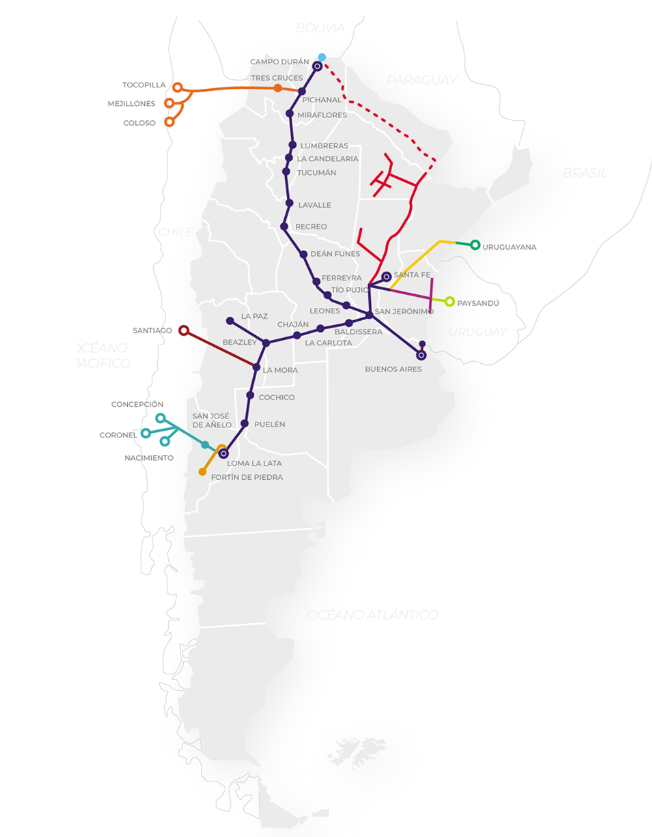 BOLIVIA
CAMPO DURÁN
TRES CRUCES
PARAGUAY
TOCOPILLA
MEJILLONES
PICHANAL
COLOSO
MIRAFLORES
LUMBRERAS
LA CANDELARIA
TUCUMÁN
BRASIL
LAVALLE
RECREO
CHILE
URUGUAYANA
DEÁN FUNES
SANTA FE
FERREYRA
TÍO PUJIO
PAYSANDÚ
LEONES
SAN JERÓNIMO
LA PAZ
CHAJÁN
SANTIAGO
BALDISSERA
URUGUAY
BEAZLEY
LA CARLOTA
OCÉANO
PACÍFICO
BUENOS AIRES
LA MORA
COCHICO
CONCEPCIÓN
SAN JOSÉ
DE AÑELO
PUELÉN
CORONEL
NACIMIENTO
LOMA LA LATA
FORTÍN DE PIEDRA
OCÉANO ATLÁNTICO